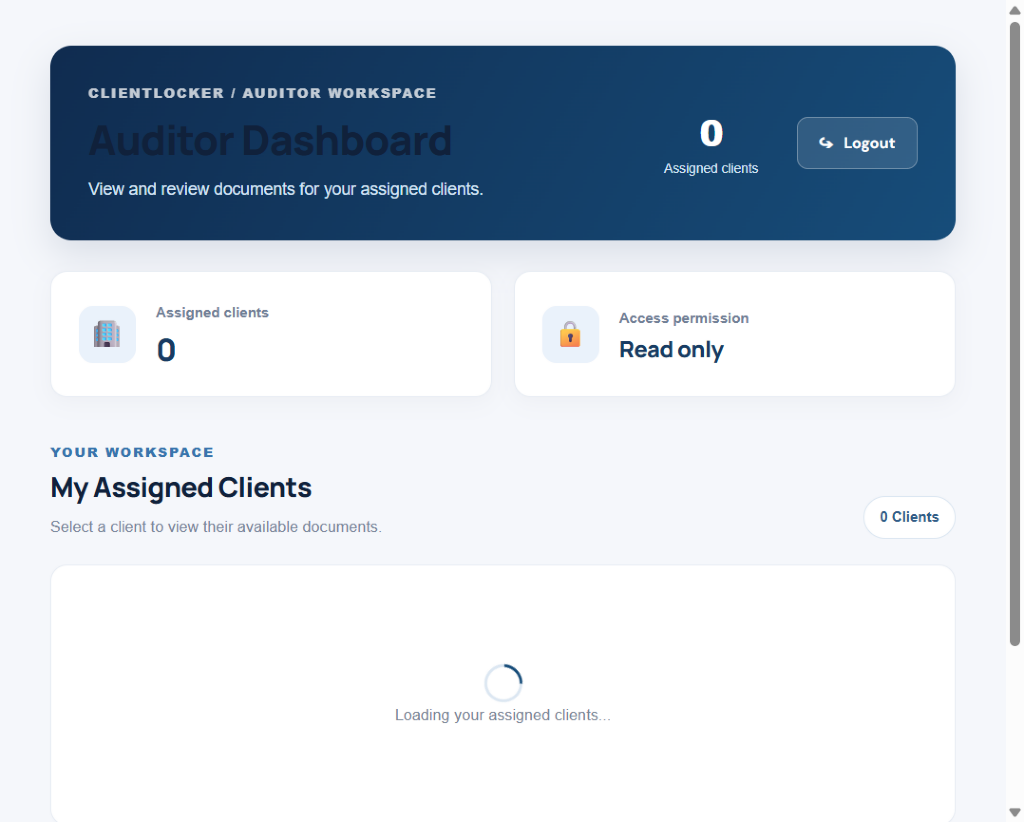 CLIENTLOCKER / AUDITOR WORKSPACE
Auditor Dashboard
View and review documents for your assigned clients.
0
Assigned clients
Logout
Assigned clients
0
Access permission
Read only
YOUR WORKSPACE
My Assigned Clients
Select a client to view their available documents.
0 Clients
Loading your assigned clients...